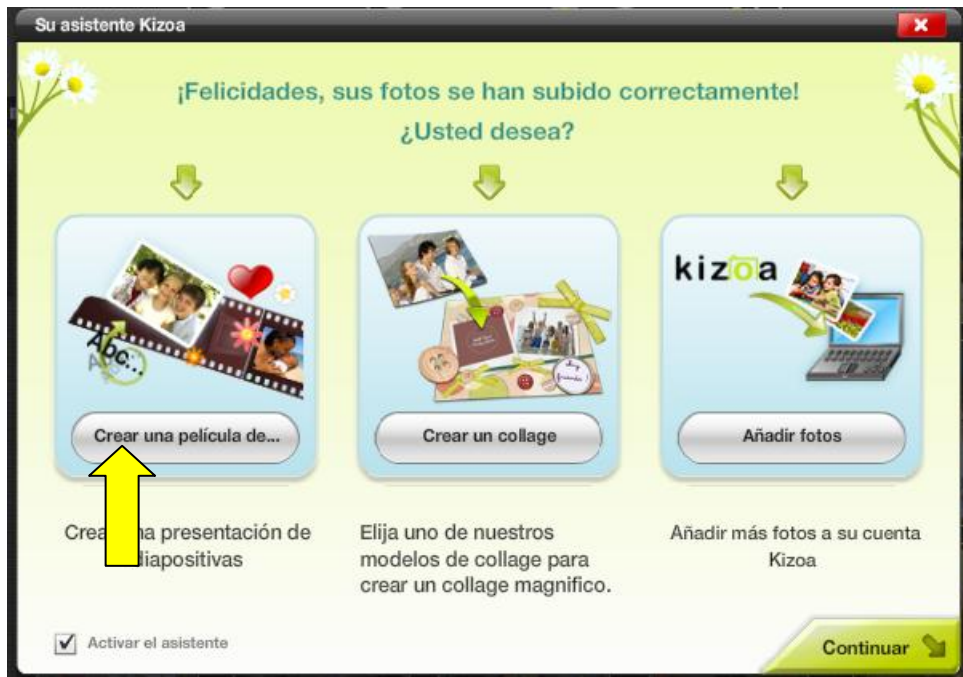 Su asistente Kizoa
¡Felicidades, sus fotos se han subido correctamente!
¿Usted desea?
kizoa
Abc...
Crear una película de...
Crear un collage
Añadir fotos
Crea una presentación de
diapositivas
Elija uno de nuestros
modelos de collage para
crear un collage magnifico.
Añadir más fotos a su cuenta
Kizoa
Activar el asistente
Continuar